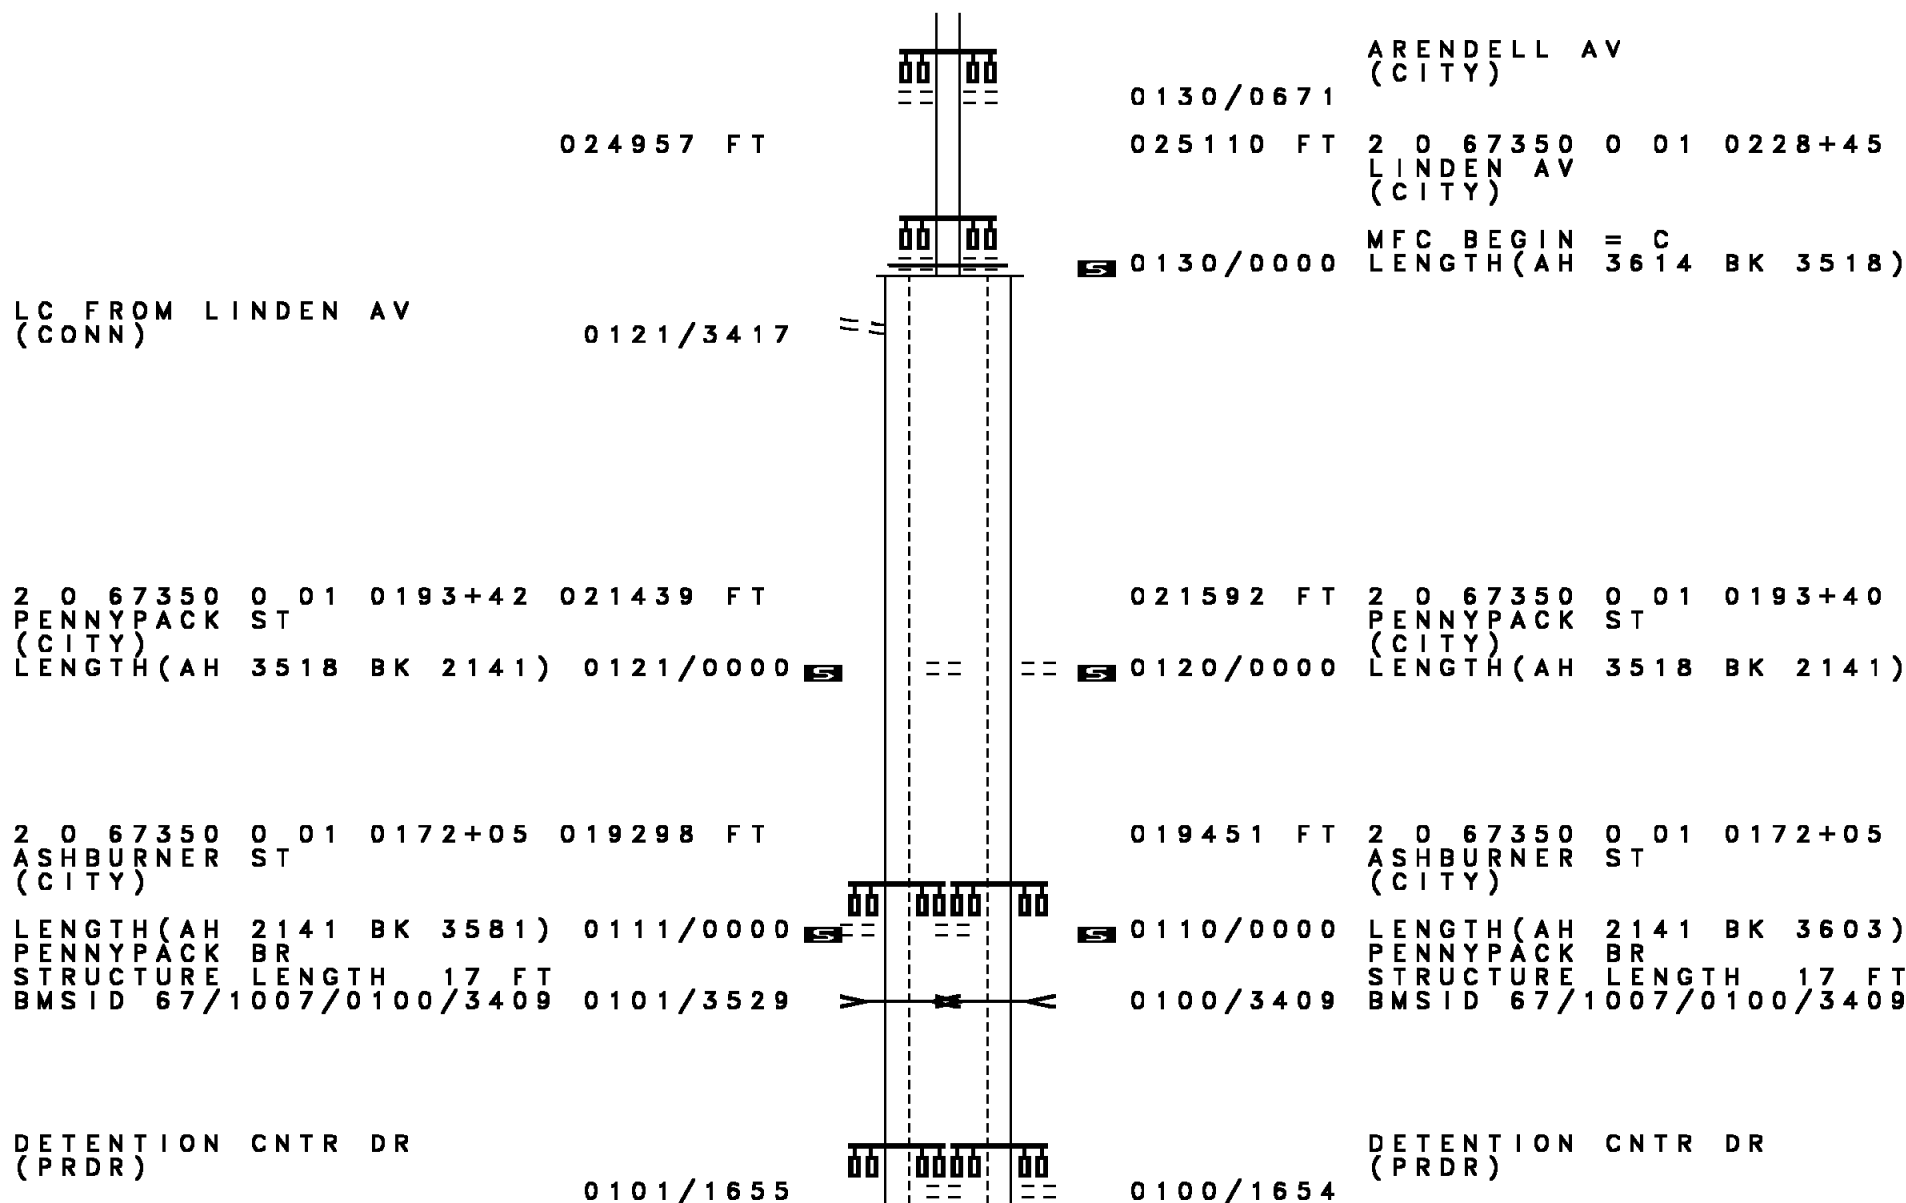 ARENDELL AV
(CITY)
0130/0671
024957 FT 025110 FT 2 0 67350 0 01 0228+45
LINDEN AV
(CITY)
MFC BEGIN = C
S 0130/0000 LENGTH(AH 3614 BK 3518)
LC FROM LINDEN AV
(CONN) 0121/3417
2 0 67350 0 01 0193+42 021439 FT 021592 FT 2 0 67350 0 01 0193+40
PENNYPACK ST PENNYPACK ST
(CITY) (CITY)
LENGTH(AH 3518 BK 2141) 0121/0000 S S 0120/0000 LENGTH(AH 3518 BK 2141)
2 0 67350 0 01 0172+05 019298 FT 019451 FT 2 0 67350 0 01 0172+05
ASHBURNER ST ASHBURNER ST
(CITY) (CITY)
LENGTH(AH 2141 BK 3581) 0111/0000 S S 0110/0000 LENGTH(AH 2141 BK 3603)
PENNYPACK BR PENNYPACK BR
STRUCTURE LENGTH 17 FT STRUCTURE LENGTH 17 FT
BMSID 67/1007/0100/3409 0101/3529 0100/3409 BMSID 67/1007/0100/3409
DETENTION CNTR DR DETENTION CNTR DR
(PRDR) (PRDR)
0101/1655 0100/1654